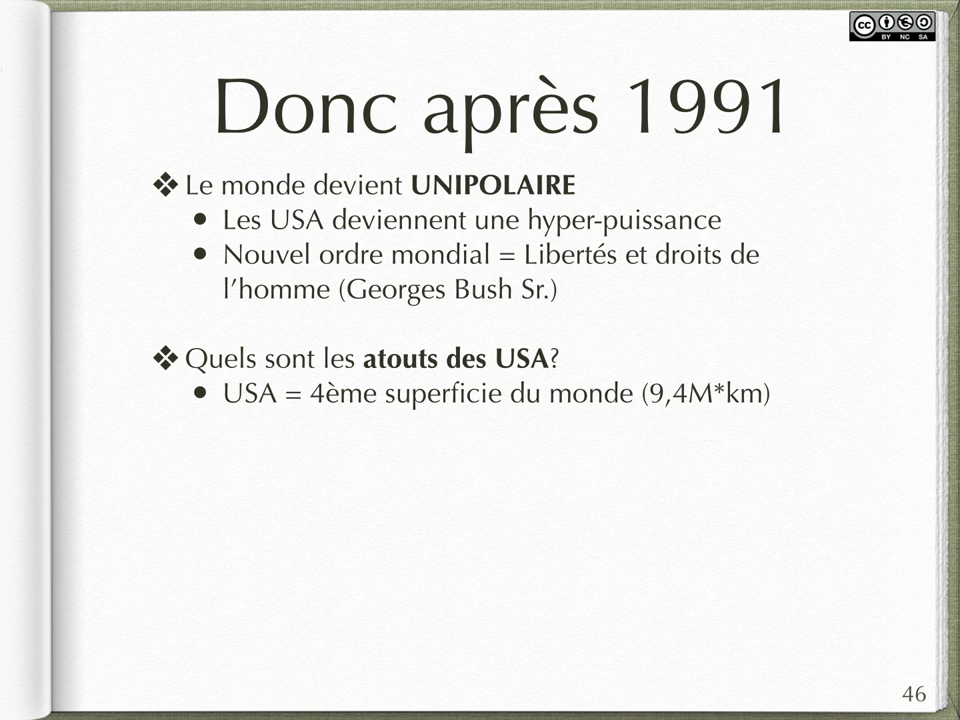 cc BY NC SA
Donc après 1991
❖ Le monde devient UNIPOLAIRE
• Les USA deviennent une hyper-puissance
• Nouvel ordre mondial = Libertés et droits de
l’homme (Georges Bush Sr.)
❖ Quels sont les atouts des USA?
• USA = 4ème superficie du monde (9,4M*km)
46